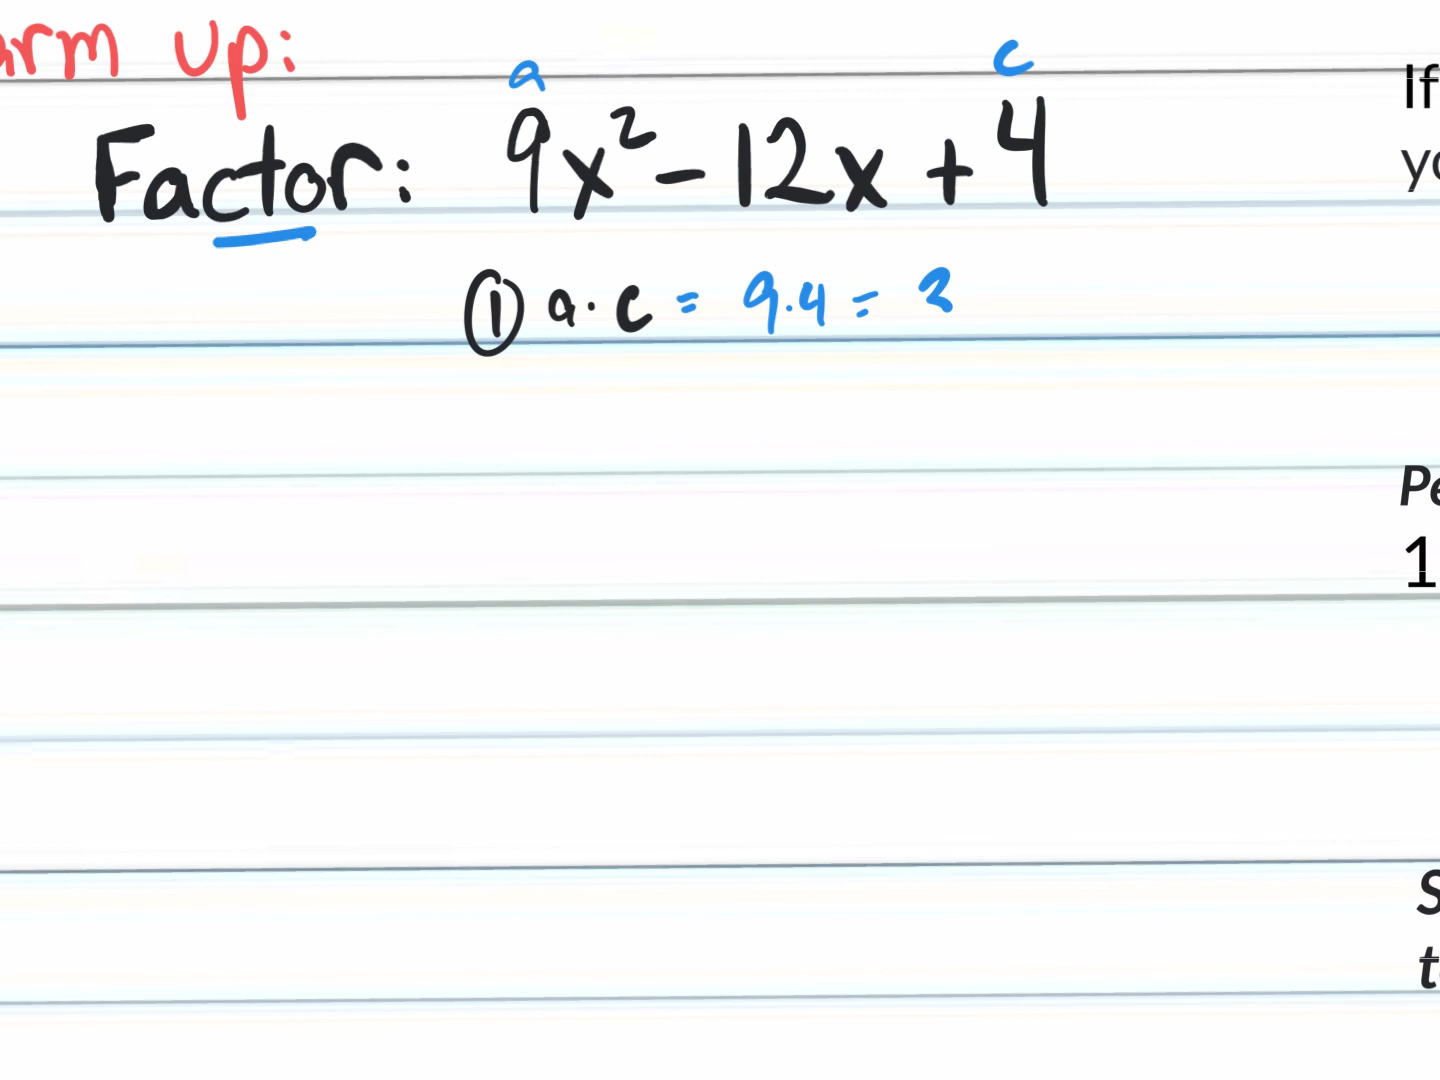 arm up:
a c
Factor: 9x² - 12x + 4
① a · c = 9 · 4 = 3
If
yo
Pe
1
S
t